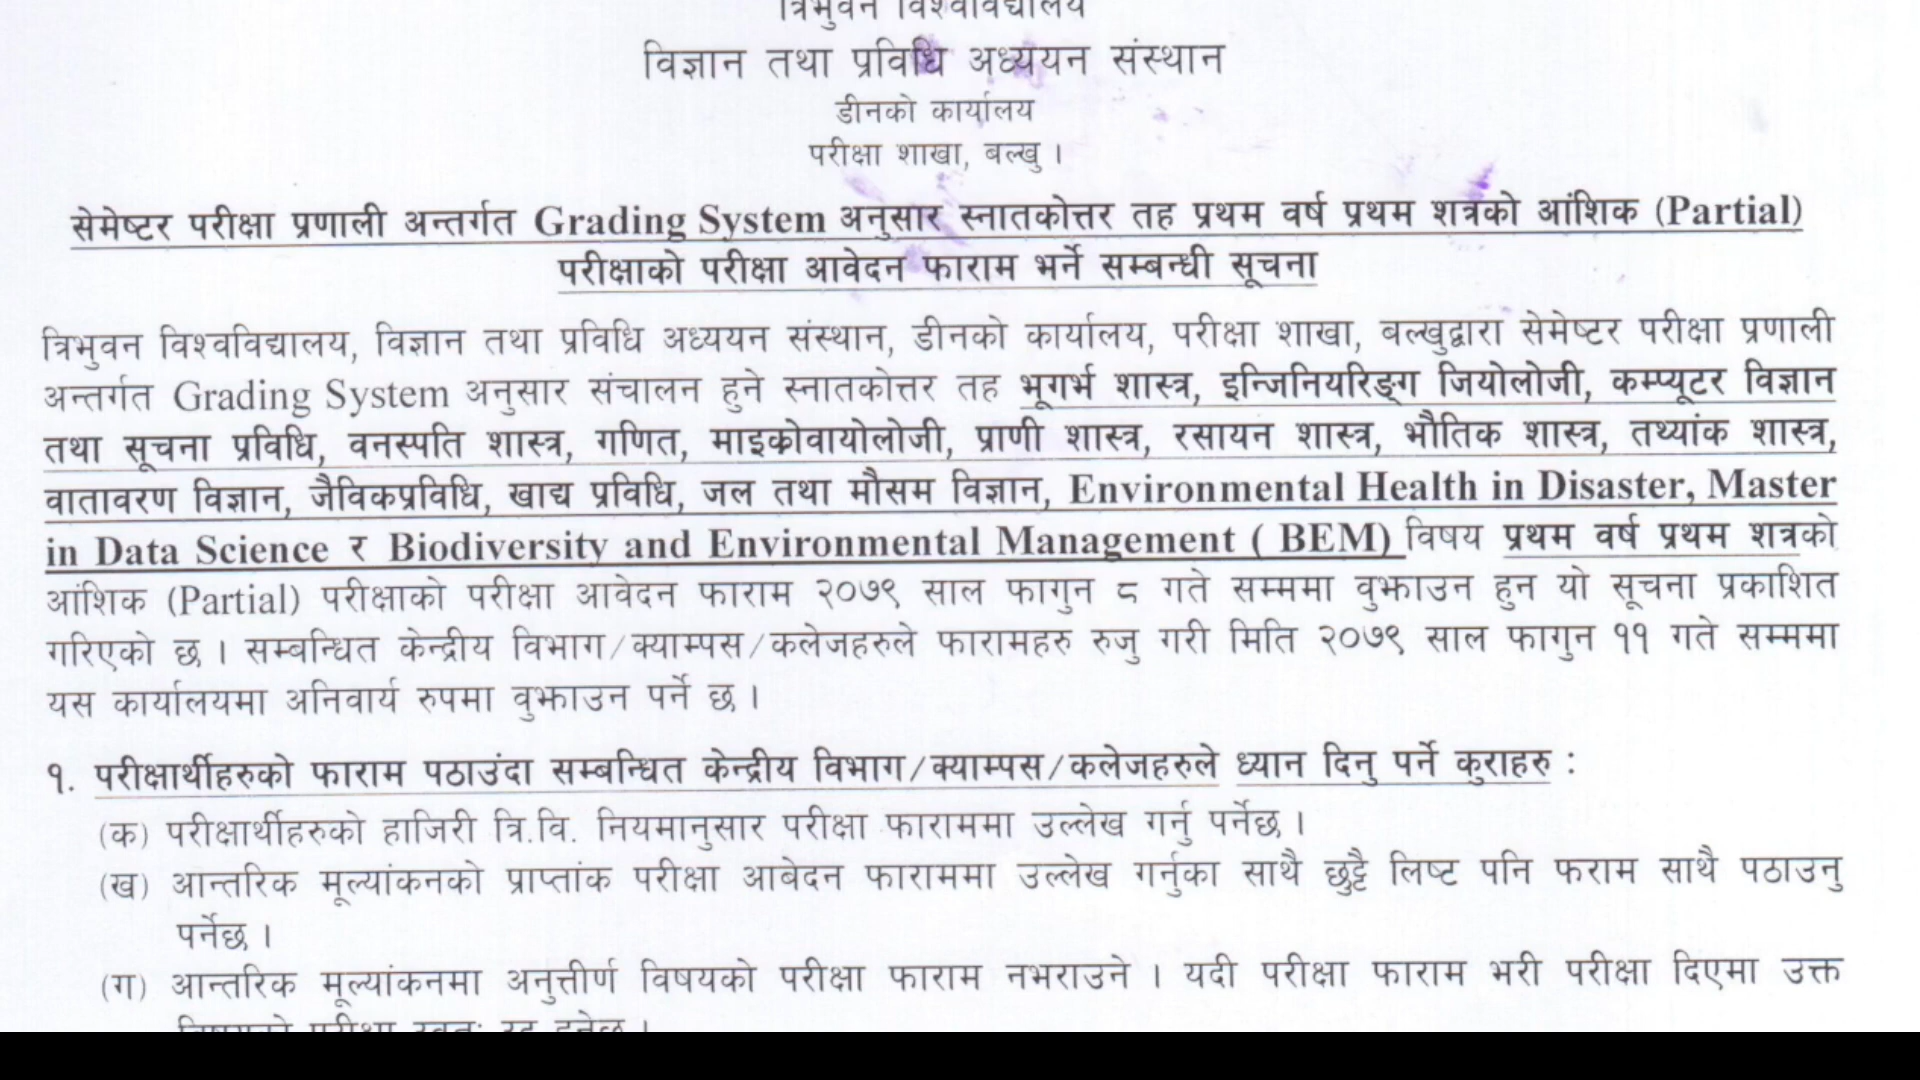 त्रिभुवन विश्वविद्यालय
विज्ञान तथा प्रविधि अध्ययन संस्थान
डीनको कार्यालय
परीक्षा शाखा, बल्खु ।
सेमेष्टर परीक्षा प्रणाली अन्तर्गत Grading System अनुसार स्नातकोत्तर तह प्रथम वर्ष प्रथम शत्रको आंशिक (Partial)
परीक्षाको परीक्षा आवेदन फाराम भर्ने सम्बन्धी सूचना
त्रिभुवन विश्वविद्यालय, विज्ञान तथा प्रविधि अध्ययन संस्थान, डीनको कार्यालय, परीक्षा शाखा, बल्खुद्वारा सेमेष्टर परीक्षा प्रणाली
अन्तर्गत Grading System अनुसार संचालन हुने स्नातकोत्तर तह भूगर्भ शास्त्र, इन्जिनियरिङ्ग जियोलोजी, कम्प्यूटर विज्ञान
तथा सूचना प्रविधि, वनस्पति शास्त्र, गणित, माइक्रोवायोलोजी, प्राणी शास्त्र, रसायन शास्त्र, भौतिक शास्त्र, तथ्यांक शास्त्र,
वातावरण विज्ञान, जैविकप्रविधि, खाद्य प्रविधि, जल तथा मौसम विज्ञान, Environmental Health in Disaster, Master
in Data Science र Biodiversity and Environmental Management ( BEM) विषय प्रथम वर्ष प्रथम शत्रको
आंशिक (Partial) परीक्षाको परीक्षा आवेदन फाराम २०७९ साल फागुन ८ गते सम्ममा वुझाउन हुन यो सूचना प्रकाशित
गरिएको छ । सम्बन्धित केन्द्रीय विभाग/क्याम्पस/कलेजहरुले फारामहरु रुजु गरी मिति २०७९ साल फागुन ११ गते सम्ममा
यस कार्यालयमा अनिवार्य रुपमा वुझाउन पर्ने छ ।
१. परीक्षार्थीहरुको फाराम पठाउंदा सम्बन्धित केन्द्रीय विभाग/क्याम्पस/कलेजहरुले ध्यान दिनु पर्ने कुराहरु :
(क) परीक्षार्थीहरुको हाजिरी त्रि.वि. नियमानुसार परीक्षा फाराममा उल्लेख गर्नु पर्नेछ ।
(ख) आन्तरिक मूल्यांकनको प्राप्तांक परीक्षा आबेदन फाराममा उल्लेख गर्नुका साथै छुट्टै लिष्ट पनि फराम साथै पठाउनु
पर्नेछ ।
(ग) आन्तरिक मूल्यांकनमा अनुत्तीर्ण विषयको परीक्षा फाराम नभराउने । यदी परीक्षा फाराम भरी परीक्षा दिएमा उक्त
विषयको परीक्षा स्वतः रद्द हुनेछ ।